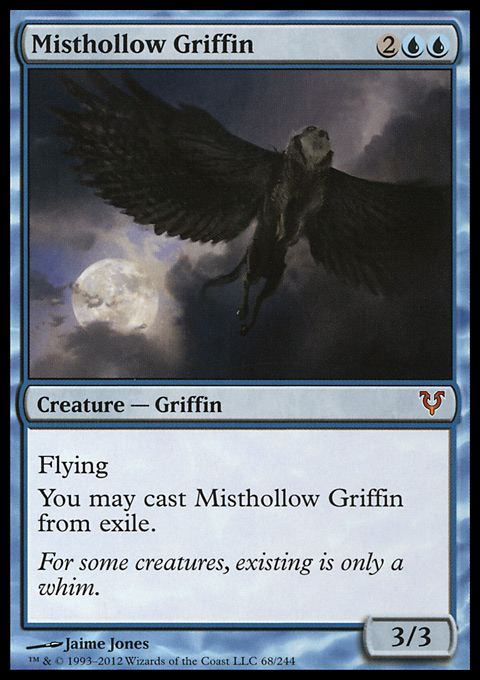 Misthollow Griffin 2
Creature — Griffin
Flying
You may cast Misthollow Griffin
from exile.
For some creatures, existing is only a
whim.
3/3
Jaime Jones
™ & © 1993–2012 Wizards of the Coast LLC 68/244